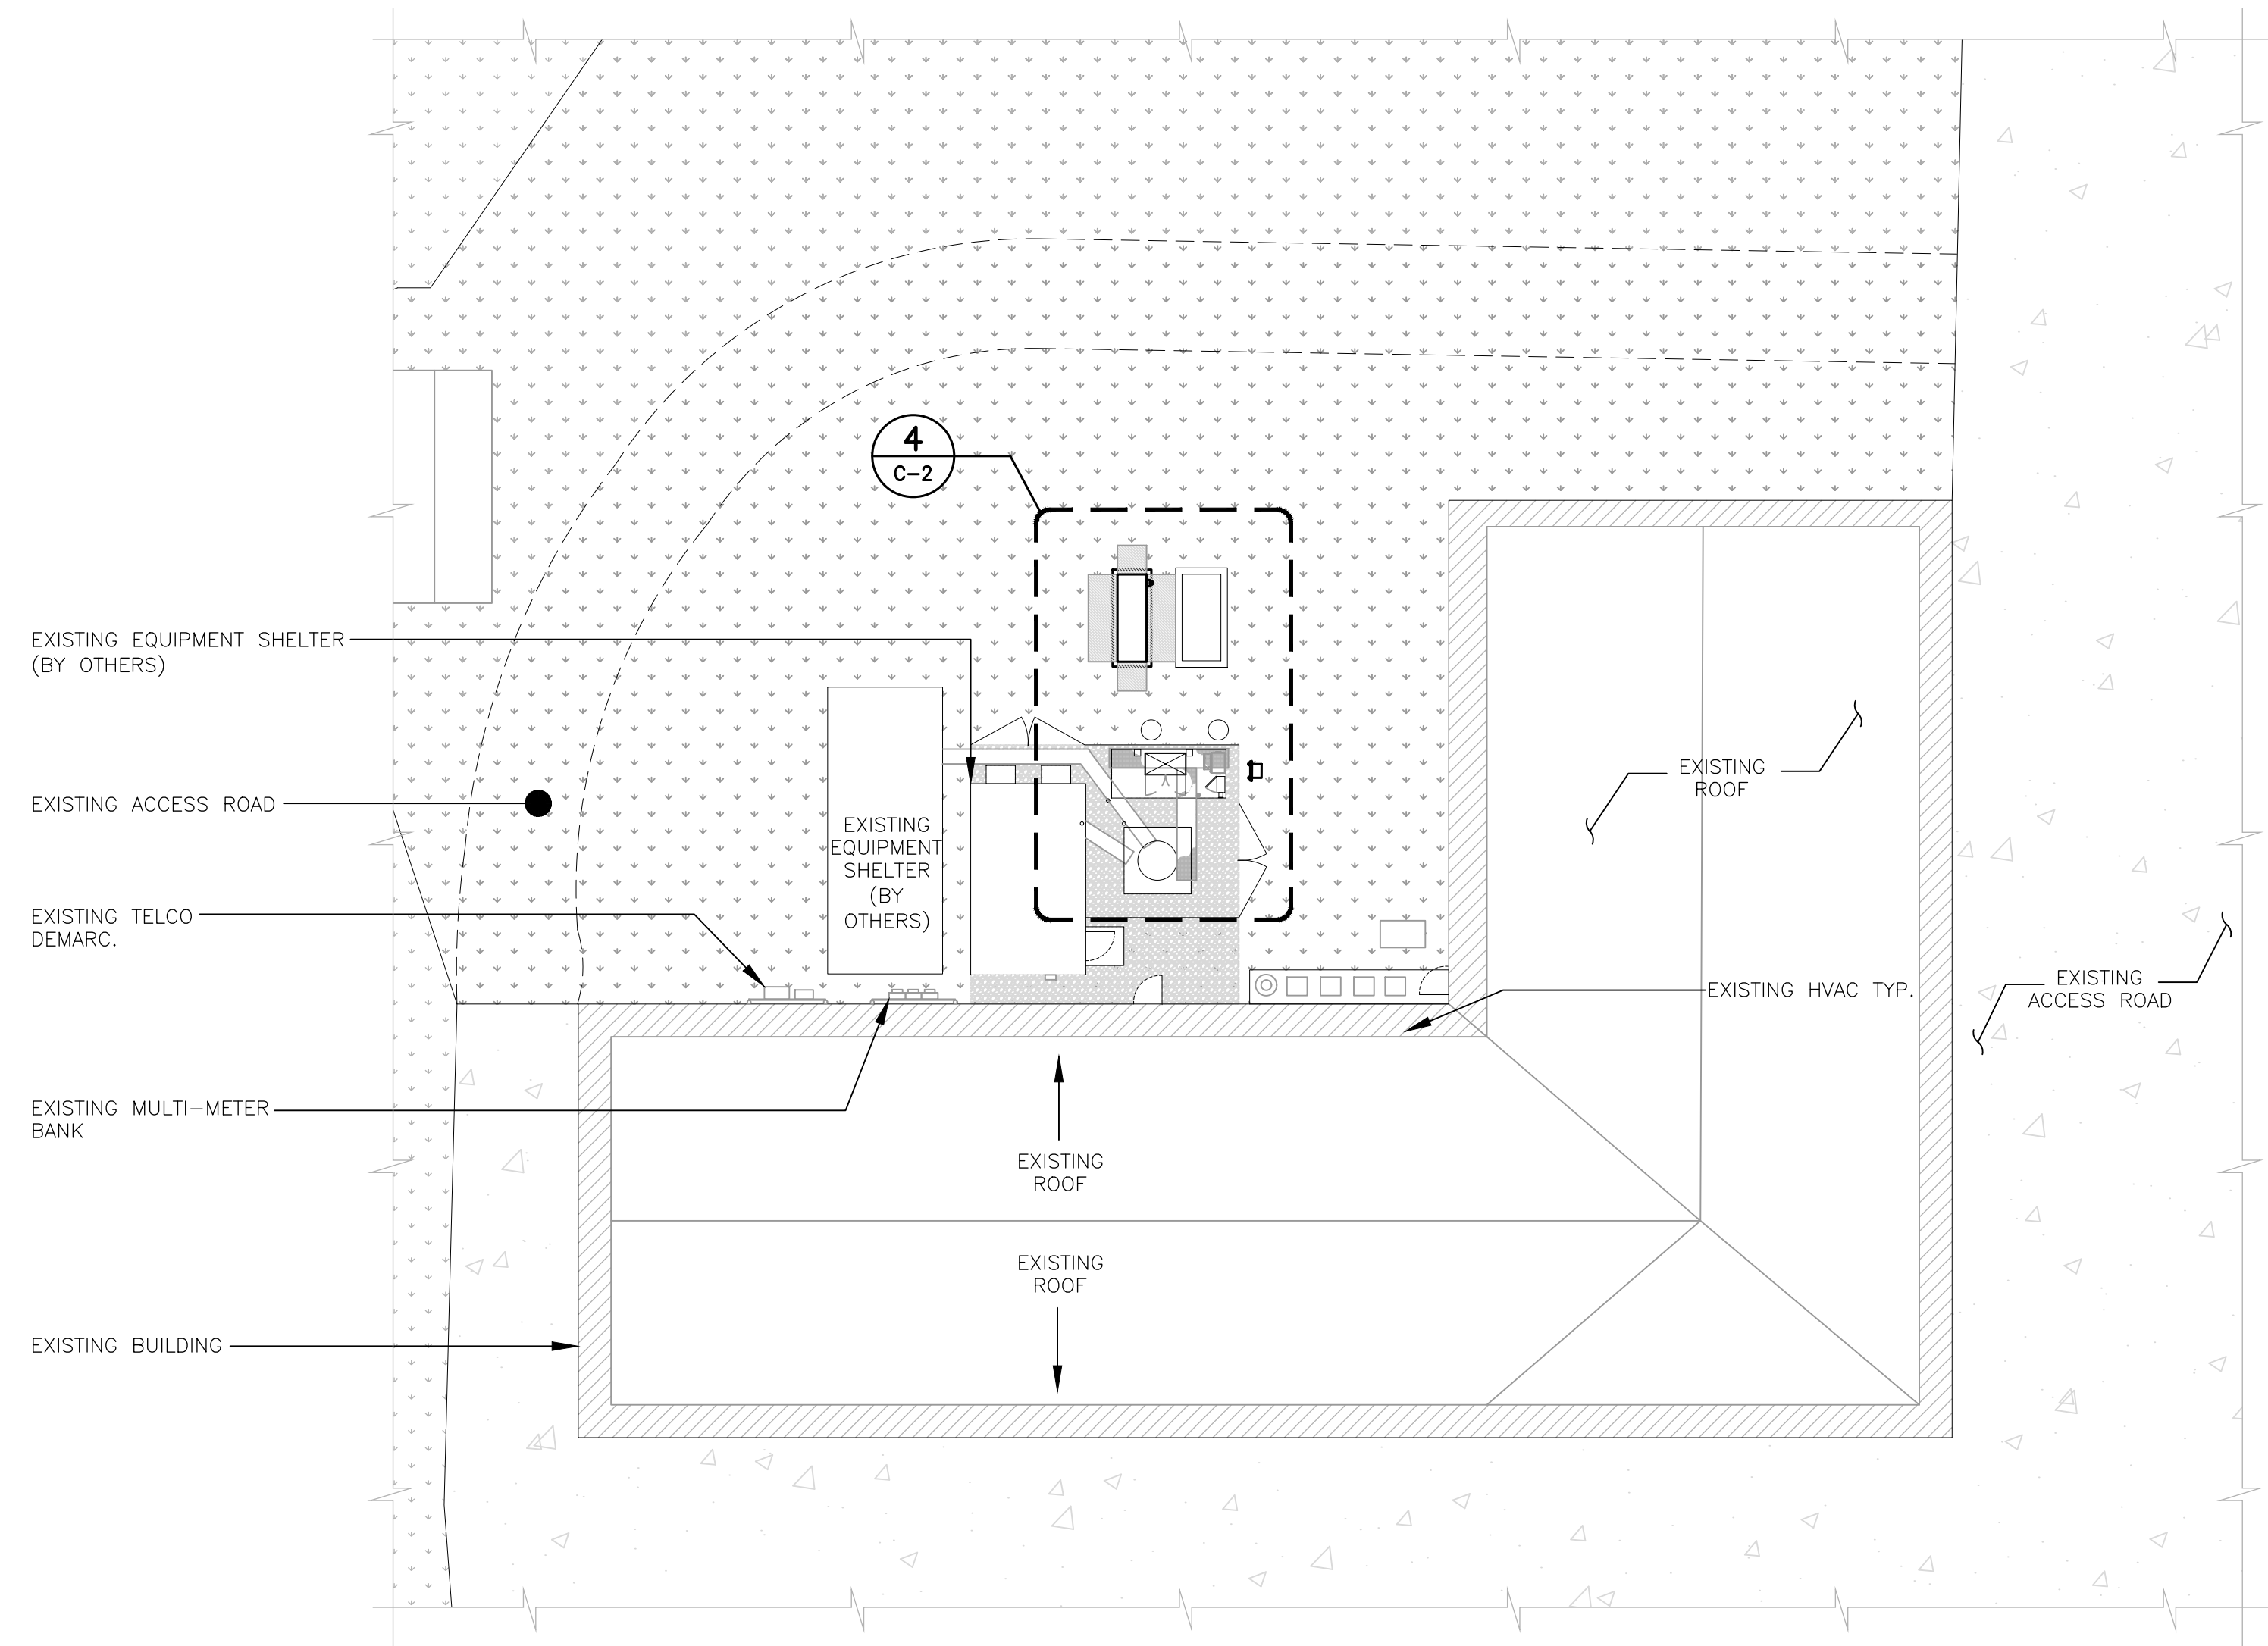 4
C-2
EXISTING EQUIPMENT SHELTER
(BY OTHERS)
EXISTING
ROOF
EXISTING ACCESS ROAD
EXISTING
EQUIPMENT
SHELTER
(BY
OTHERS)
EXISTING TELCO
DEMARC.
EXISTING HVAC TYP.
EXISTING
ACCESS ROAD
EXISTING MULTI-METER
BANK
EXISTING
ROOF
EXISTING
ROOF
EXISTING BUILDING